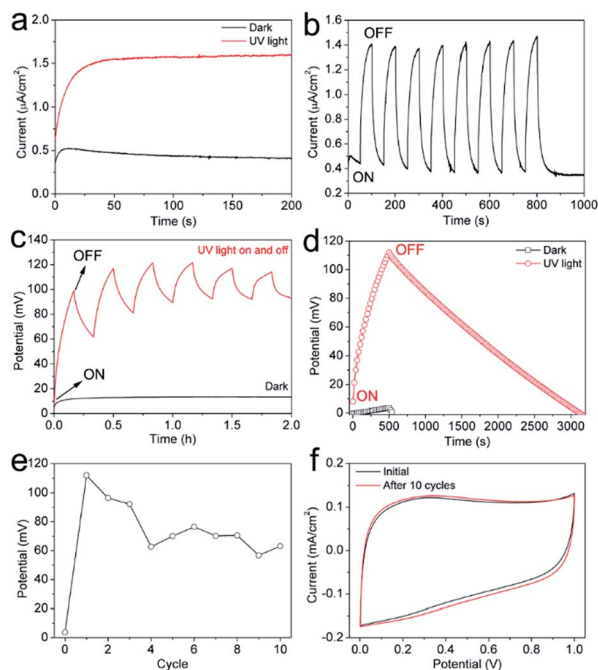 a
Dark
UV light
Current (μA/cm²)
2.0
1.5
1.0
0.5
0.0
0 50 100 150 200
Time (s)
b
OFF
ON
Current (μA/cm²)
1.6
1.4
1.2
1.0
0.8
0.6
0.4
0.2
0 200 400 600 800 1000
Time (s)
c
UV light on and off
OFF
ON
Dark
Potential (mV)
140
120
100
80
60
40
20
0
0.0 0.5 1.0 1.5 2.0
Time (h)
d
OFF
Dark
UV light
ON
Potential (mV)
120
100
80
60
40
20
0
0 500 1000 1500 2000 2500 3000
Time (s)
e
Potential (mV)
120
100
80
60
40
20
0
0 2 4 6 8 10
Cycle
f
Initial
After 10 cycles
Current (mA/cm²)
0.2
0.1
0.0
-0.1
-0.2
0.0 0.2 0.4 0.6 0.8 1.0
Potential (V)